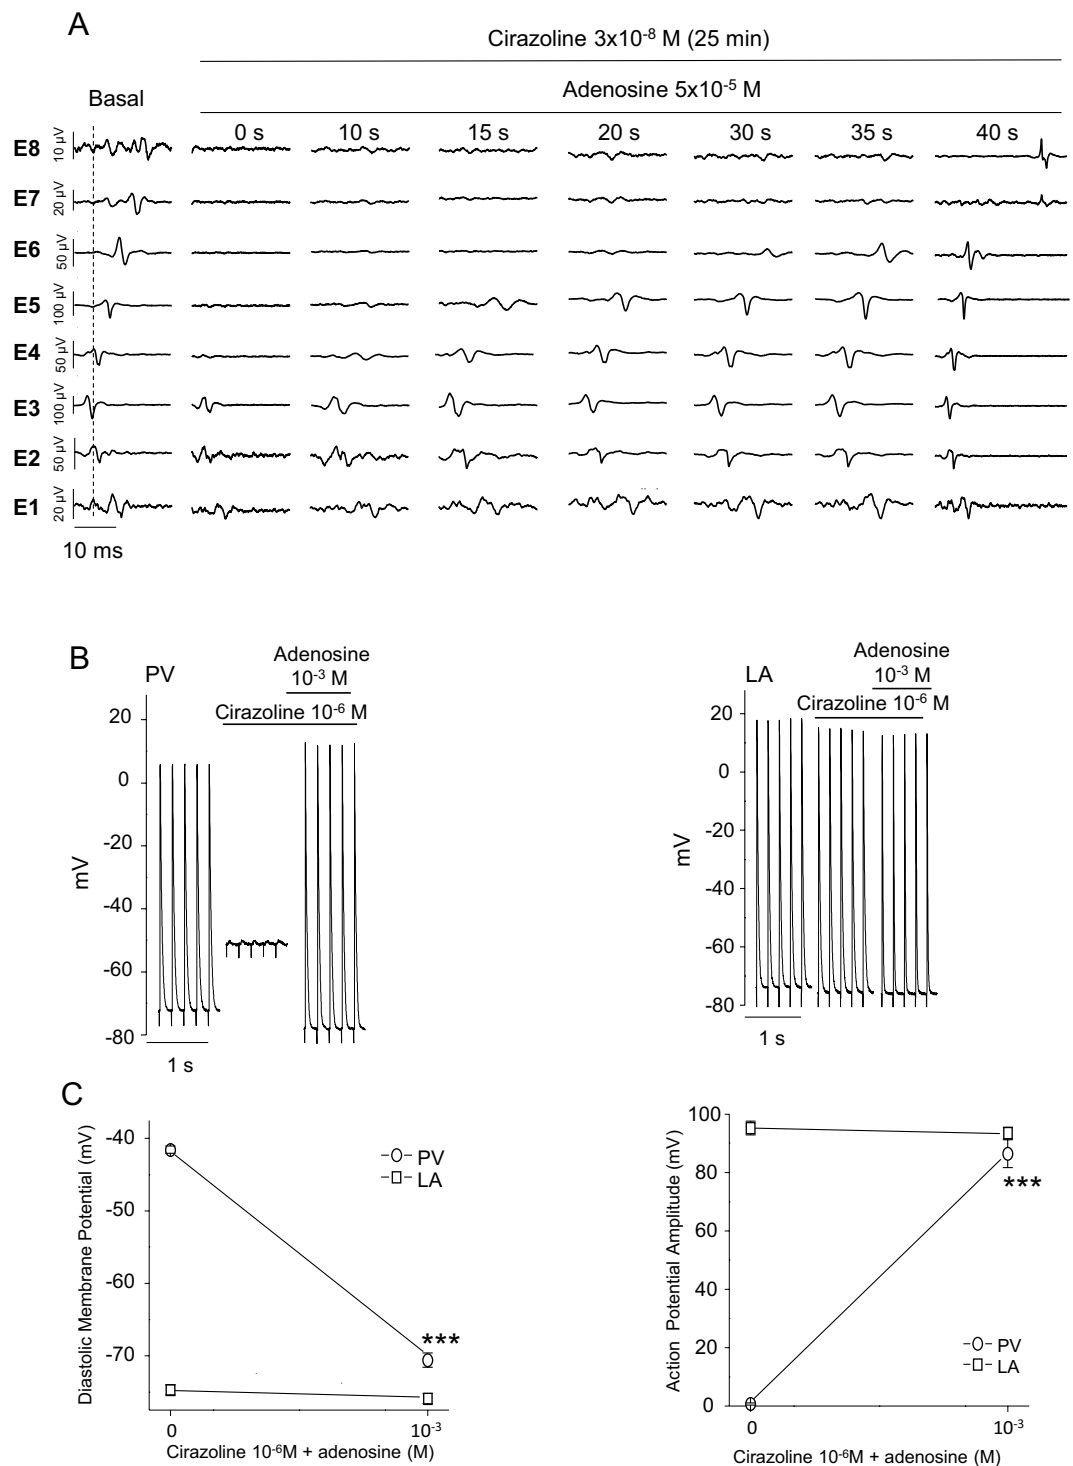 A
Cirazoline 3x10⁻⁸ M (25 min)
Adenosine 5x10⁻⁵ M
Basal
0 s 10 s 15 s 20 s 30 s 35 s 40 s
E8 10 µV
E7 20 µV
E6 50 µV
E5 100 µV
E4 50 µV
E3 100 µV
E2 50 µV
E1 20 µV
10 ms
B
PV
Adenosine
10⁻³ M
Cirazoline 10⁻⁶ M
20
0
-20
-40
-60
-80
mV
1 s
LA
Adenosine
10⁻³ M
Cirazoline 10⁻⁶ M
20
0
-20
-40
-60
-80
mV
1 s
C
Diastolic Membrane Potential (mV)
-40
-50
-60
-70
PV
LA
***
0 10⁻³
Cirazoline 10⁻⁶M + adenosine (M)
Action Potential Amplitude (mV)
100
80
60
40
20
0
***
PV
LA
0 10⁻³
Cirazoline 10⁻⁶M + adenosine (M)